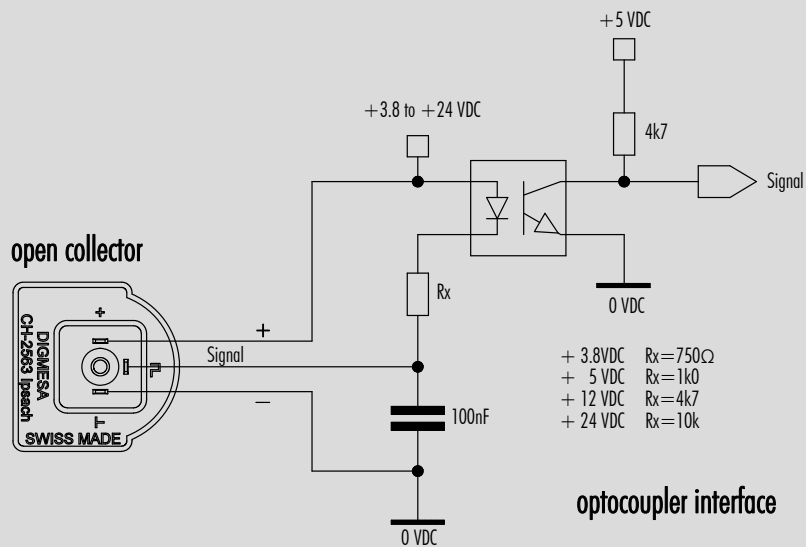 +5 VDC
+3.8 to +24 VDC
4k7
Signal
open collector
0 VDC
Rx
+
DIGMESA
CH-2563 Ipsach
SWISS MADE
+
Signal
–
100nF
+ 3.8VDC Rx=750Ω
+ 5 VDC Rx=1k0
+ 12 VDC Rx=4k7
+ 24 VDC Rx=10k
optocoupler interface
0 VDC